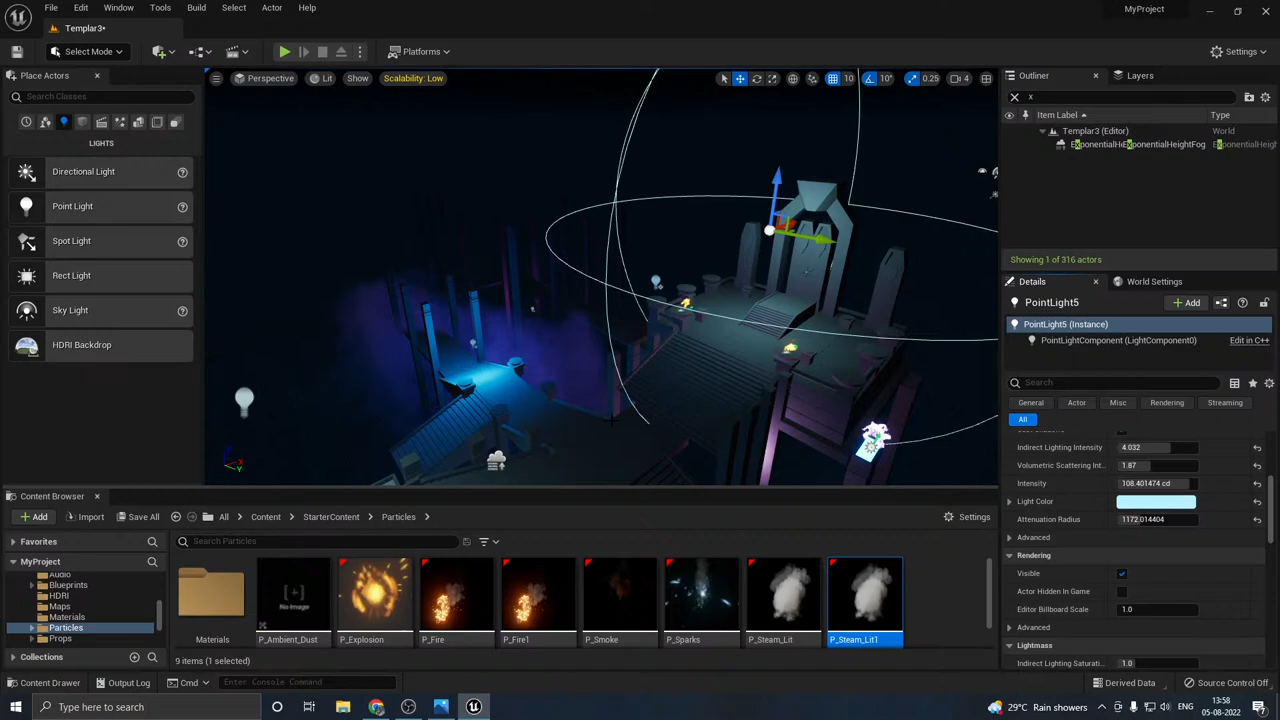 File Edit Window Tools Build Select Actor Help
MyProject
Templar3*
Select Mode
Platforms
Settings
Place Actors
Perspective
Lit
Show
Scalability: Low
10
10°
0.25
4
Outliner
Layers
Search Classes
x
Item Label
Type
Templar3 (Editor)
World
LIGHTS
Directional Light
Point Light
Spot Light
Rect Light
Sky Light
HDRI Backdrop
Showing 1 of 316 actors
Details
World Settings
PointLight5
Add
PointLight5 (Instance)
PointLightComponent (LightComponent0)
Edit in C++
Search
General
Actor
Misc
Rendering
Streaming
All
Indirect Lighting Intensity
4.032
Volumetric Scattering Int..
1.87
Intensity
108.401474 cd
Light Color
Attenuation Radius
1172.014404
Advanced
Rendering
Visible
Actor Hidden In Game
Editor Billboard Scale
1.0
Advanced
Lightmass
Indirect Lighting Saturati..
1.0
Content Browser
Add
Import
Save All
All
Content
StarterContent
Particles
Settings
Favorites
Search Particles
MyProject
Audio
Blueprints
HDRI
Maps
Materials
Particles
Props
Collections
No Image
Materials
P_Ambient_Dust
P_Explosion
P_Fire
P_Fire1
P_Smoke
P_Sparks
P_Steam_Lit
P_Steam_Lit1
9 items (1 selected)
Content Drawer
Output Log
Cmd
Enter Console Command
Derived Data
Source Control Off
Type here to search
29°C Rain showers
ENG
13:58
05-08-2022